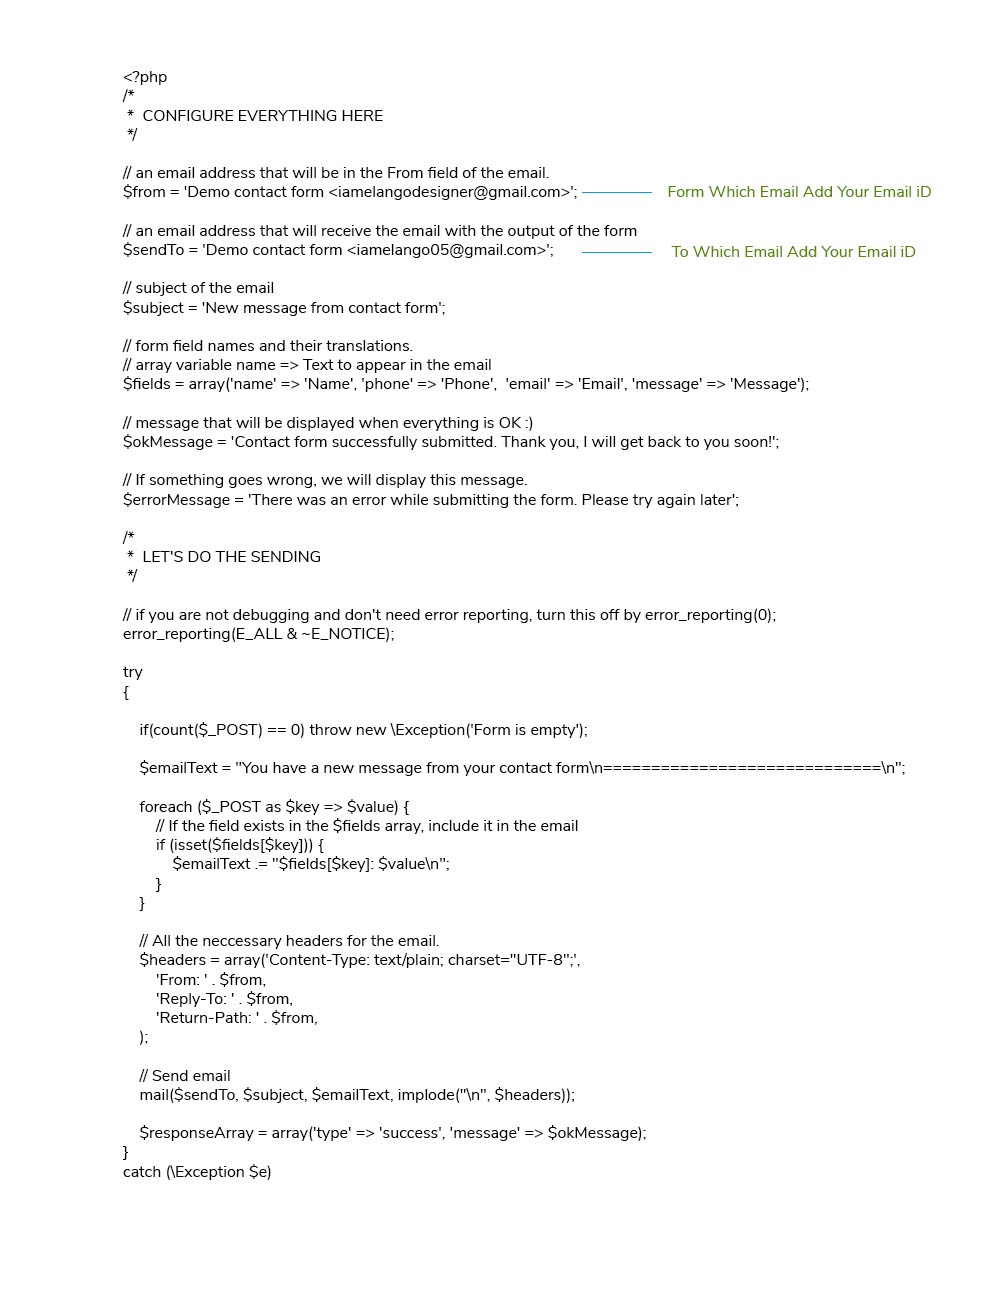 <?php
/*
 *  CONFIGURE EVERYTHING HERE
 */
// an email address that will be in the From field of the email.
$from = 'Demo contact form <iamelangodesigner@gmail.com>'; Form Which Email Add Your Email iD
// an email address that will receive the email with the output of the form
$sendTo = 'Demo contact form <iamelango05@gmail.com>'; To Which Email Add Your Email iD
// subject of the email
$subject = 'New message from contact form';
// form field names and their translations.
// array variable name => Text to appear in the email
$fields = array('name' => 'Name', 'phone' => 'Phone',  'email' => 'Email', 'message' => 'Message');
// message that will be displayed when everything is OK :)
$okMessage = 'Contact form successfully submitted. Thank you, I will get back to you soon!';
// If something goes wrong, we will display this message.
$errorMessage = 'There was an error while submitting the form. Please try again later';
/*
 *  LET'S DO THE SENDING
 */
// if you are not debugging and don't need error reporting, turn this off by error_reporting(0);
error_reporting(E_ALL & ~E_NOTICE);
try
{
    if(count($_POST) == 0) throw new \Exception('Form is empty');
    $emailText = "You have a new message from your contact form\n=============================\n";
    foreach ($_POST as $key => $value) {
        // If the field exists in the $fields array, include it in the email
        if (isset($fields[$key])) {
            $emailText .= "$fields[$key]: $value\n";
        }
    }
    // All the neccessary headers for the email.
    $headers = array('Content-Type: text/plain; charset="UTF-8";',
        'From: ' . $from,
        'Reply-To: ' . $from,
        'Return-Path: ' . $from,
    );
    // Send email
    mail($sendTo, $subject, $emailText, implode("\n", $headers));
    $responseArray = array('type' => 'success', 'message' => $okMessage);
}
catch (\Exception $e)